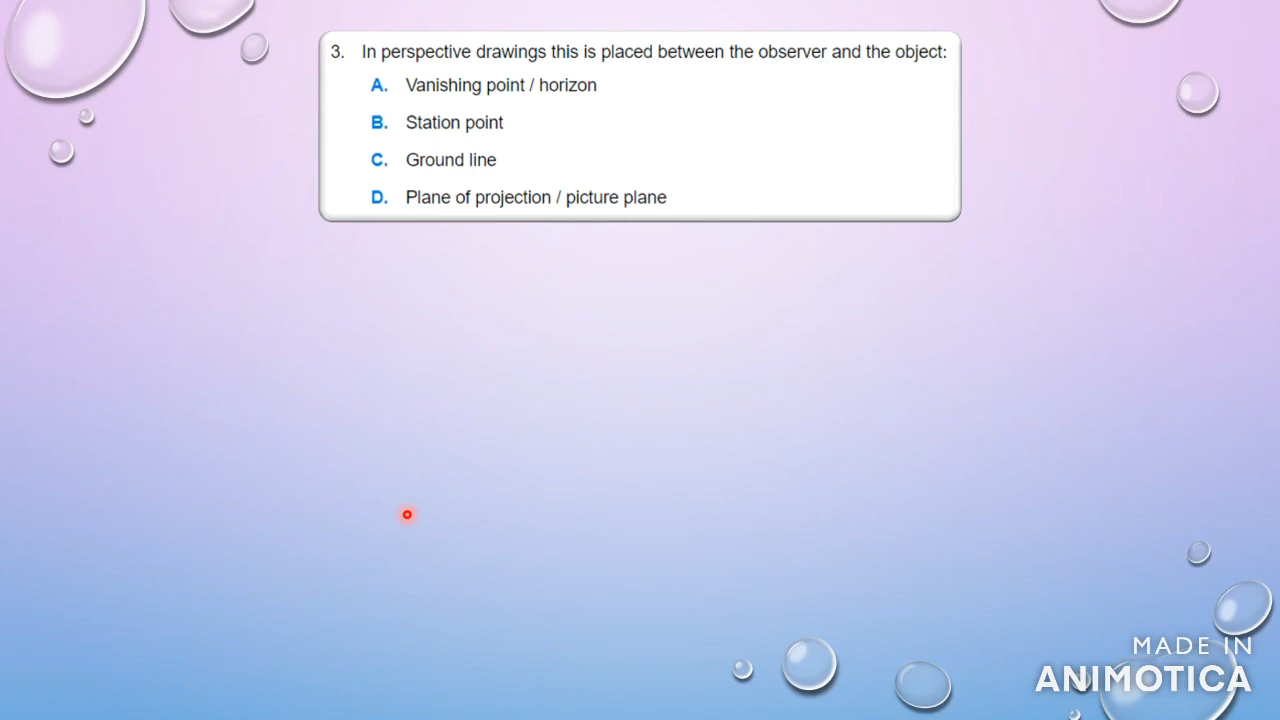 3. In perspective drawings this is placed between the observer and the object:
A. Vanishing point / horizon
B. Station point
C. Ground line
D. Plane of projection / picture plane
MADE IN
ANIMOTICA